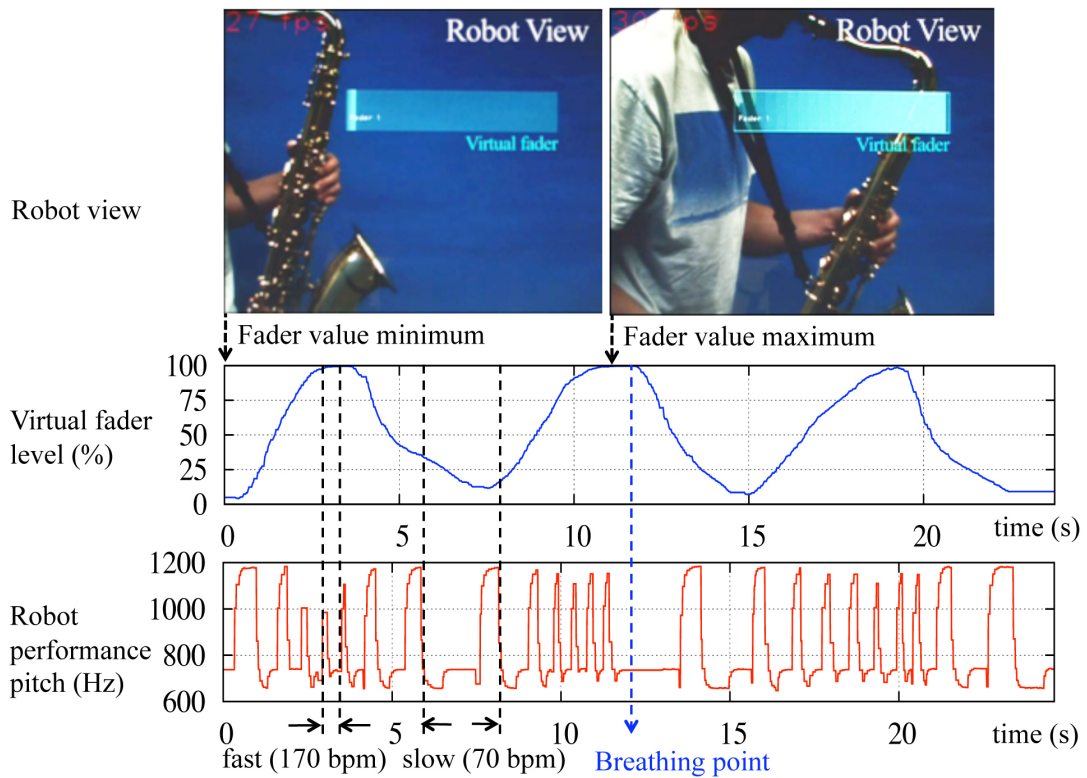 27 fps
Robot View
Fader 1
Virtual fader
30 fps
Robot View
Fader 1
Virtual fader
Robot view
Fader value minimum
Fader value maximum
Virtual fader
level (%)
100
75
50
25
0
0 5 10 15 20 time (s)
Robot
performance
pitch (Hz)
1200
1000
800
600
0 5 10 15 20 time (s)
fast (170 bpm) slow (70 bpm) Breathing point